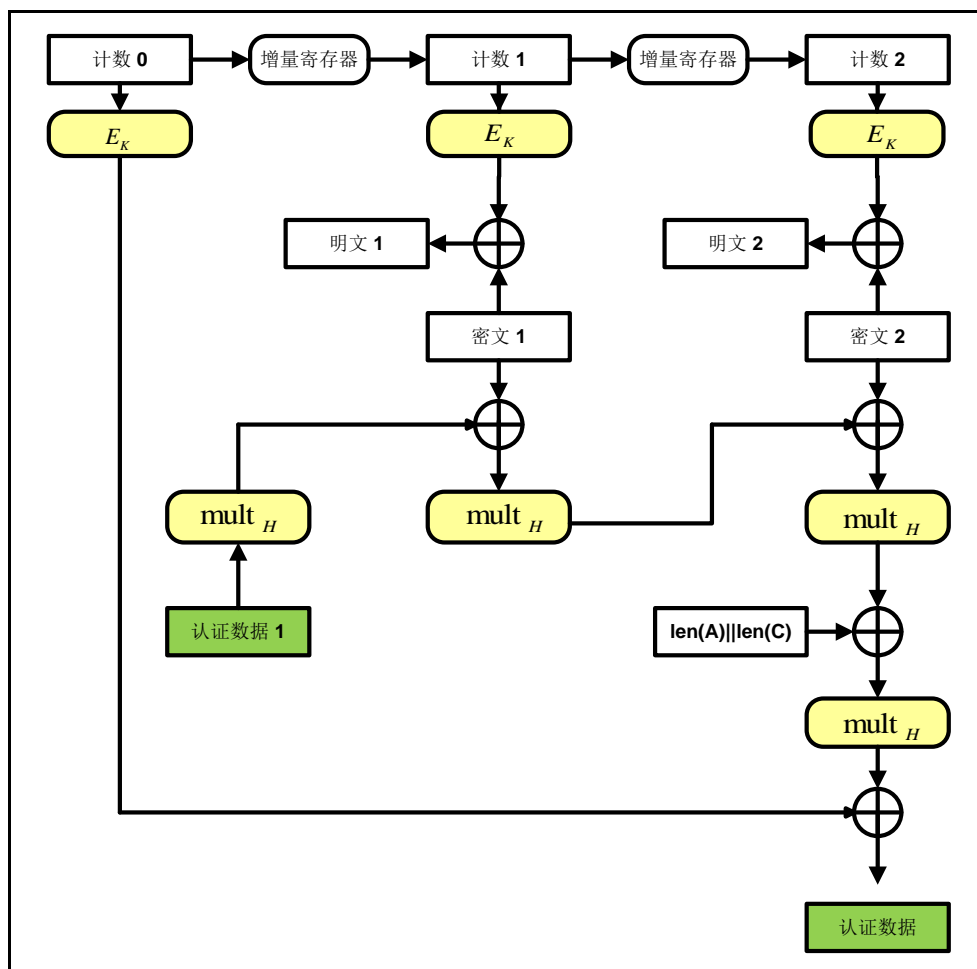 计数 0
增量寄存器
计数 1
增量寄存器
计数 2
E_K
E_K
E_K
明文 1
明文 2
密文 1
密文 2
mult_H
mult_H
mult_H
认证数据 1
len(A)||len(C)
mult_H
认证数据